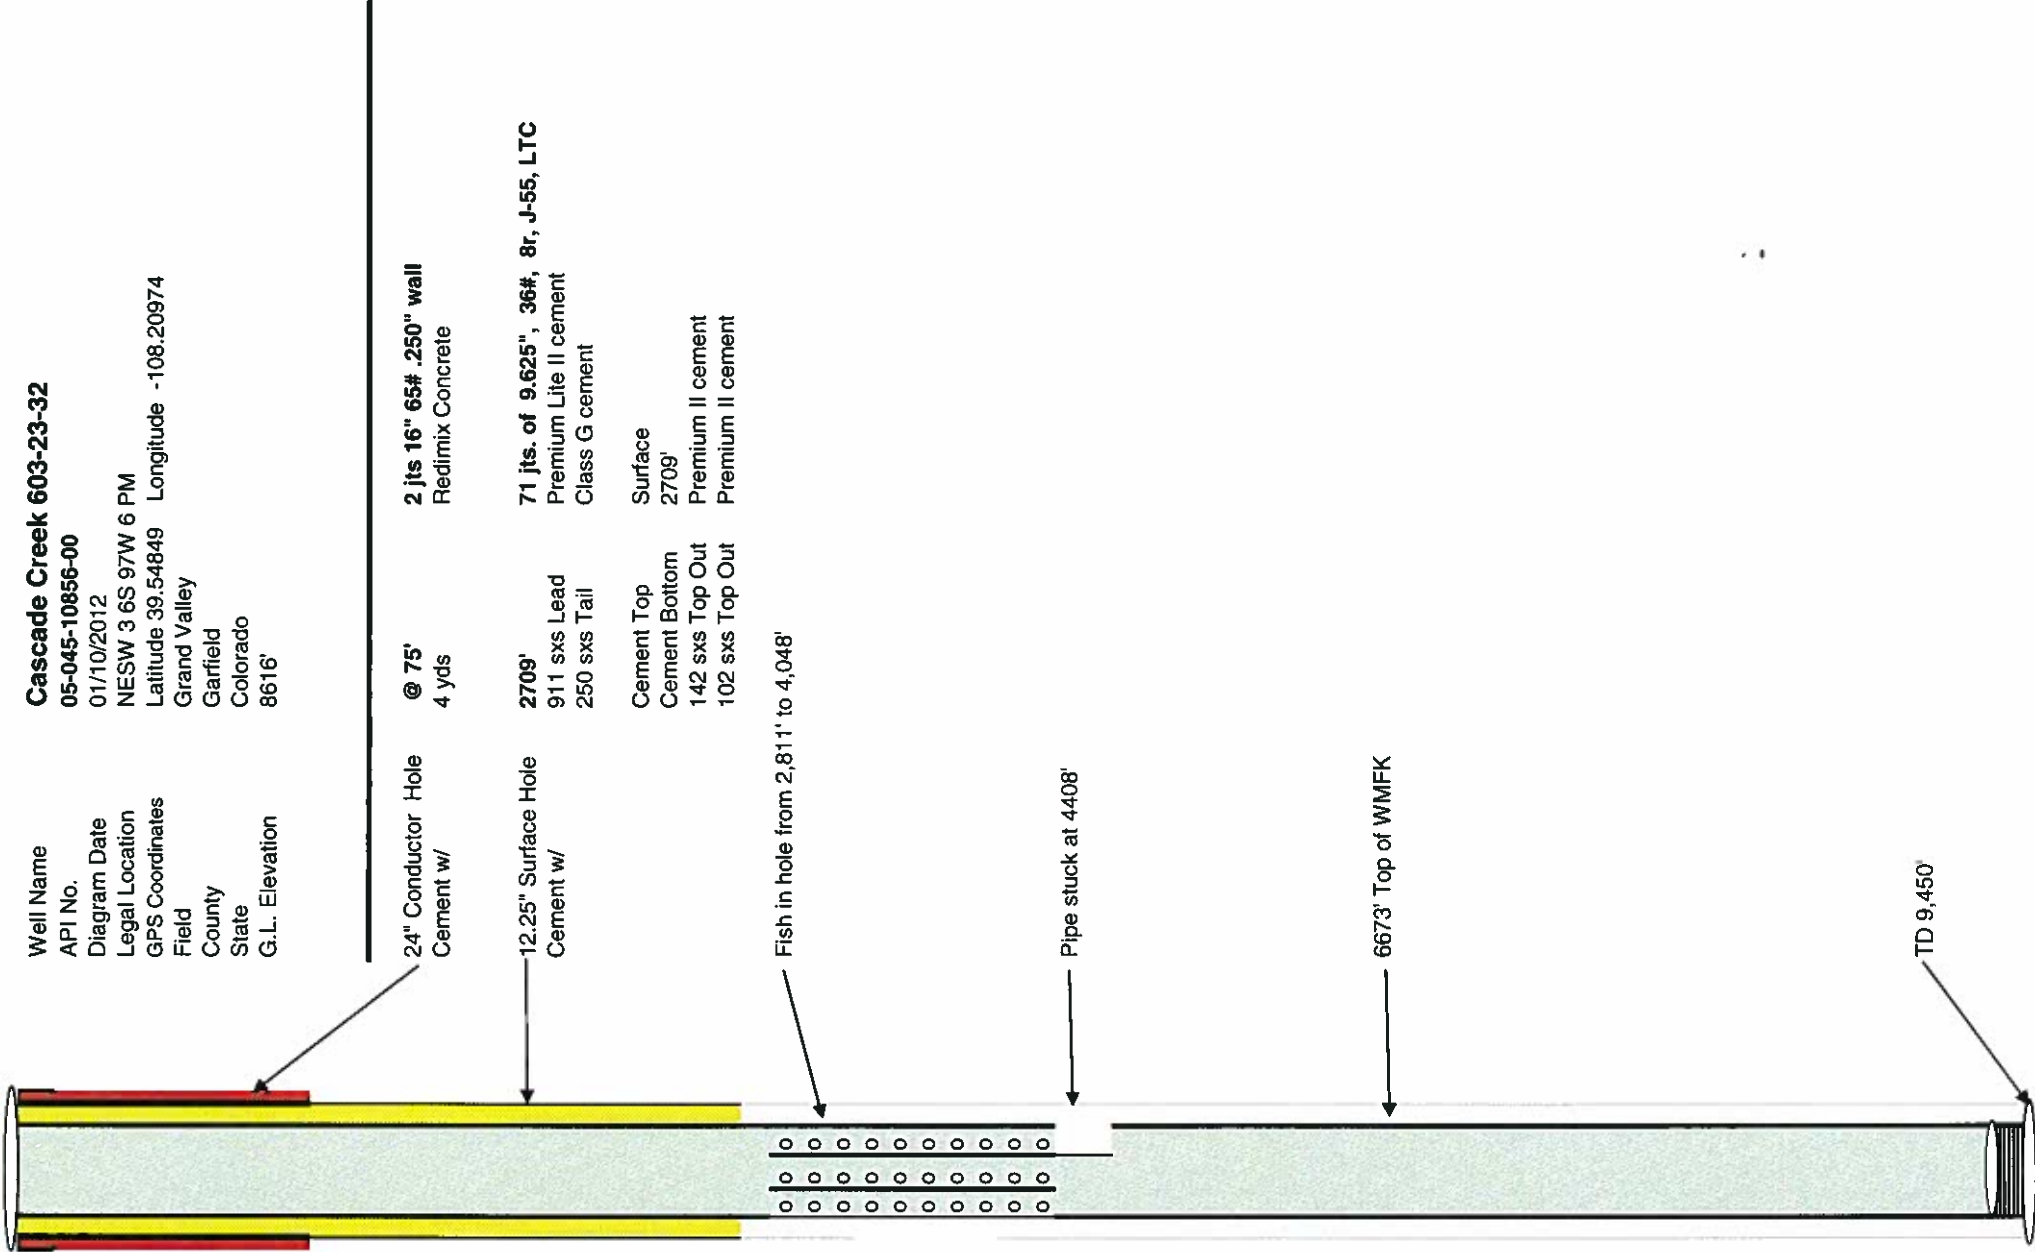 Well Name Cascade Creek 603-23-32
API No. 05-045-10856-00
Diagram Date 01/10/2012
Legal Location NESW 3 6S 97W 6 PM
GPS Coordinates Latitude 39.54849 Longitude -108.20974
Field Grand Valley
County Garfield
State Colorado
G.L. Elevation 8616'
24" Conductor Hole @ 75' 2 jts 16" 65# .250" wall
Cement w/ 4 yds Redimix Concrete
12.25" Surface Hole 2709' 71 jts. of 9.625", 36#, 8r, J-55, LTC
Cement w/ 911 sxs Lead Premium Lite II cement
250 sxs Tail Class G cement
Cement Top Surface
Cement Bottom 2709'
142 sxs Top Out Premium II cement
102 sxs Top Out Premium II cement
Fish in hole from 2,811' to 4,048'
Pipe stuck at 4408'
6673' Top of WMFK
TD 9,450'